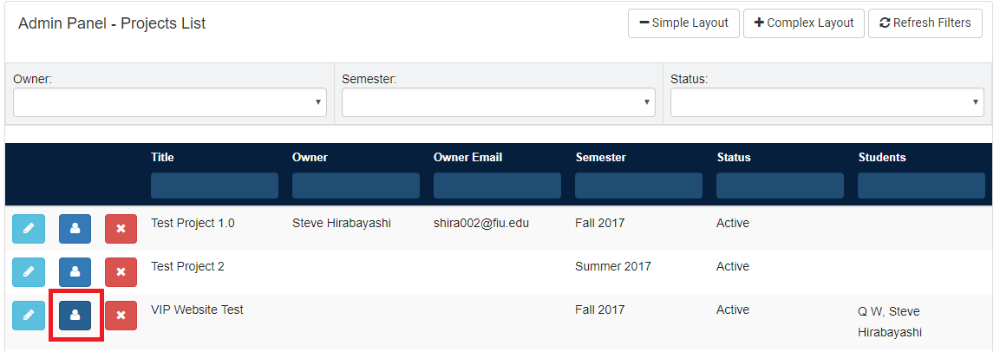 Admin Panel - Projects List
Simple Layout
Complex Layout
Refresh Filters
Owner:
Semester:
Status:
Title Owner Owner Email Semester Status Students
Test Project 1.0 Steve Hirabayashi shira002@fiu.edu Fall 2017 Active
Test Project 2 Summer 2017 Active
VIP Website Test Fall 2017 Active Q W, Steve
Hirabayashi